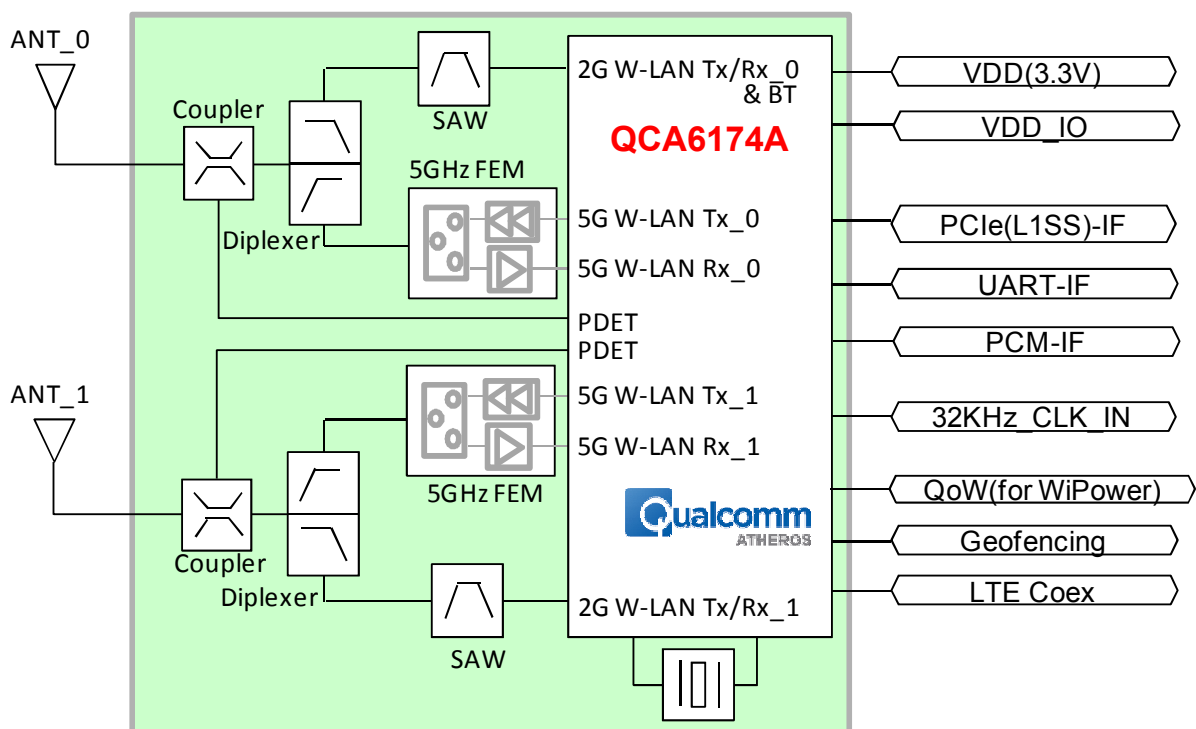 ANT_0
Coupler
SAW
2G W-LAN Tx/Rx_0
& BT
QCA6174A
5GHz FEM
Diplexer
5G W-LAN Tx_0
5G W-LAN Rx_0
PDET
PDET
ANT_1
5G W-LAN Tx_1
5G W-LAN Rx_1
5GHz FEM
Coupler
Diplexer
SAW
Qualcomm
ATHEROS
2G W-LAN Tx/Rx_1
VDD(3.3V)
VDD_IO
PCIe(L1SS)-IF
UART-IF
PCM-IF
32KHz_CLK_IN
QoW(for WiPower)
Geofencing
LTE Coex